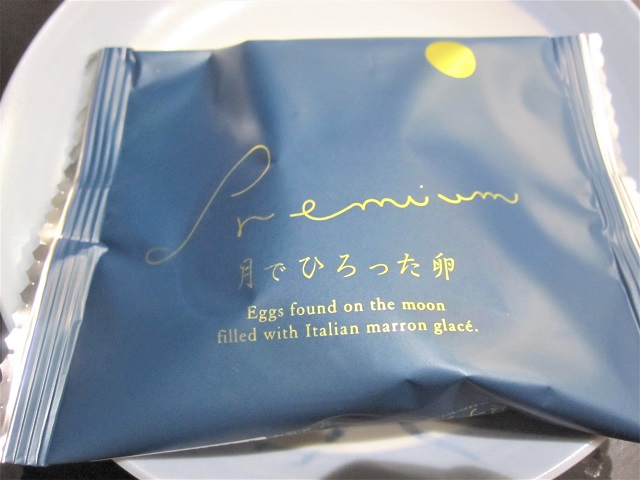 Premium
月でひろった卵
Eggs found on the moon
filled with Italian marron glacé.